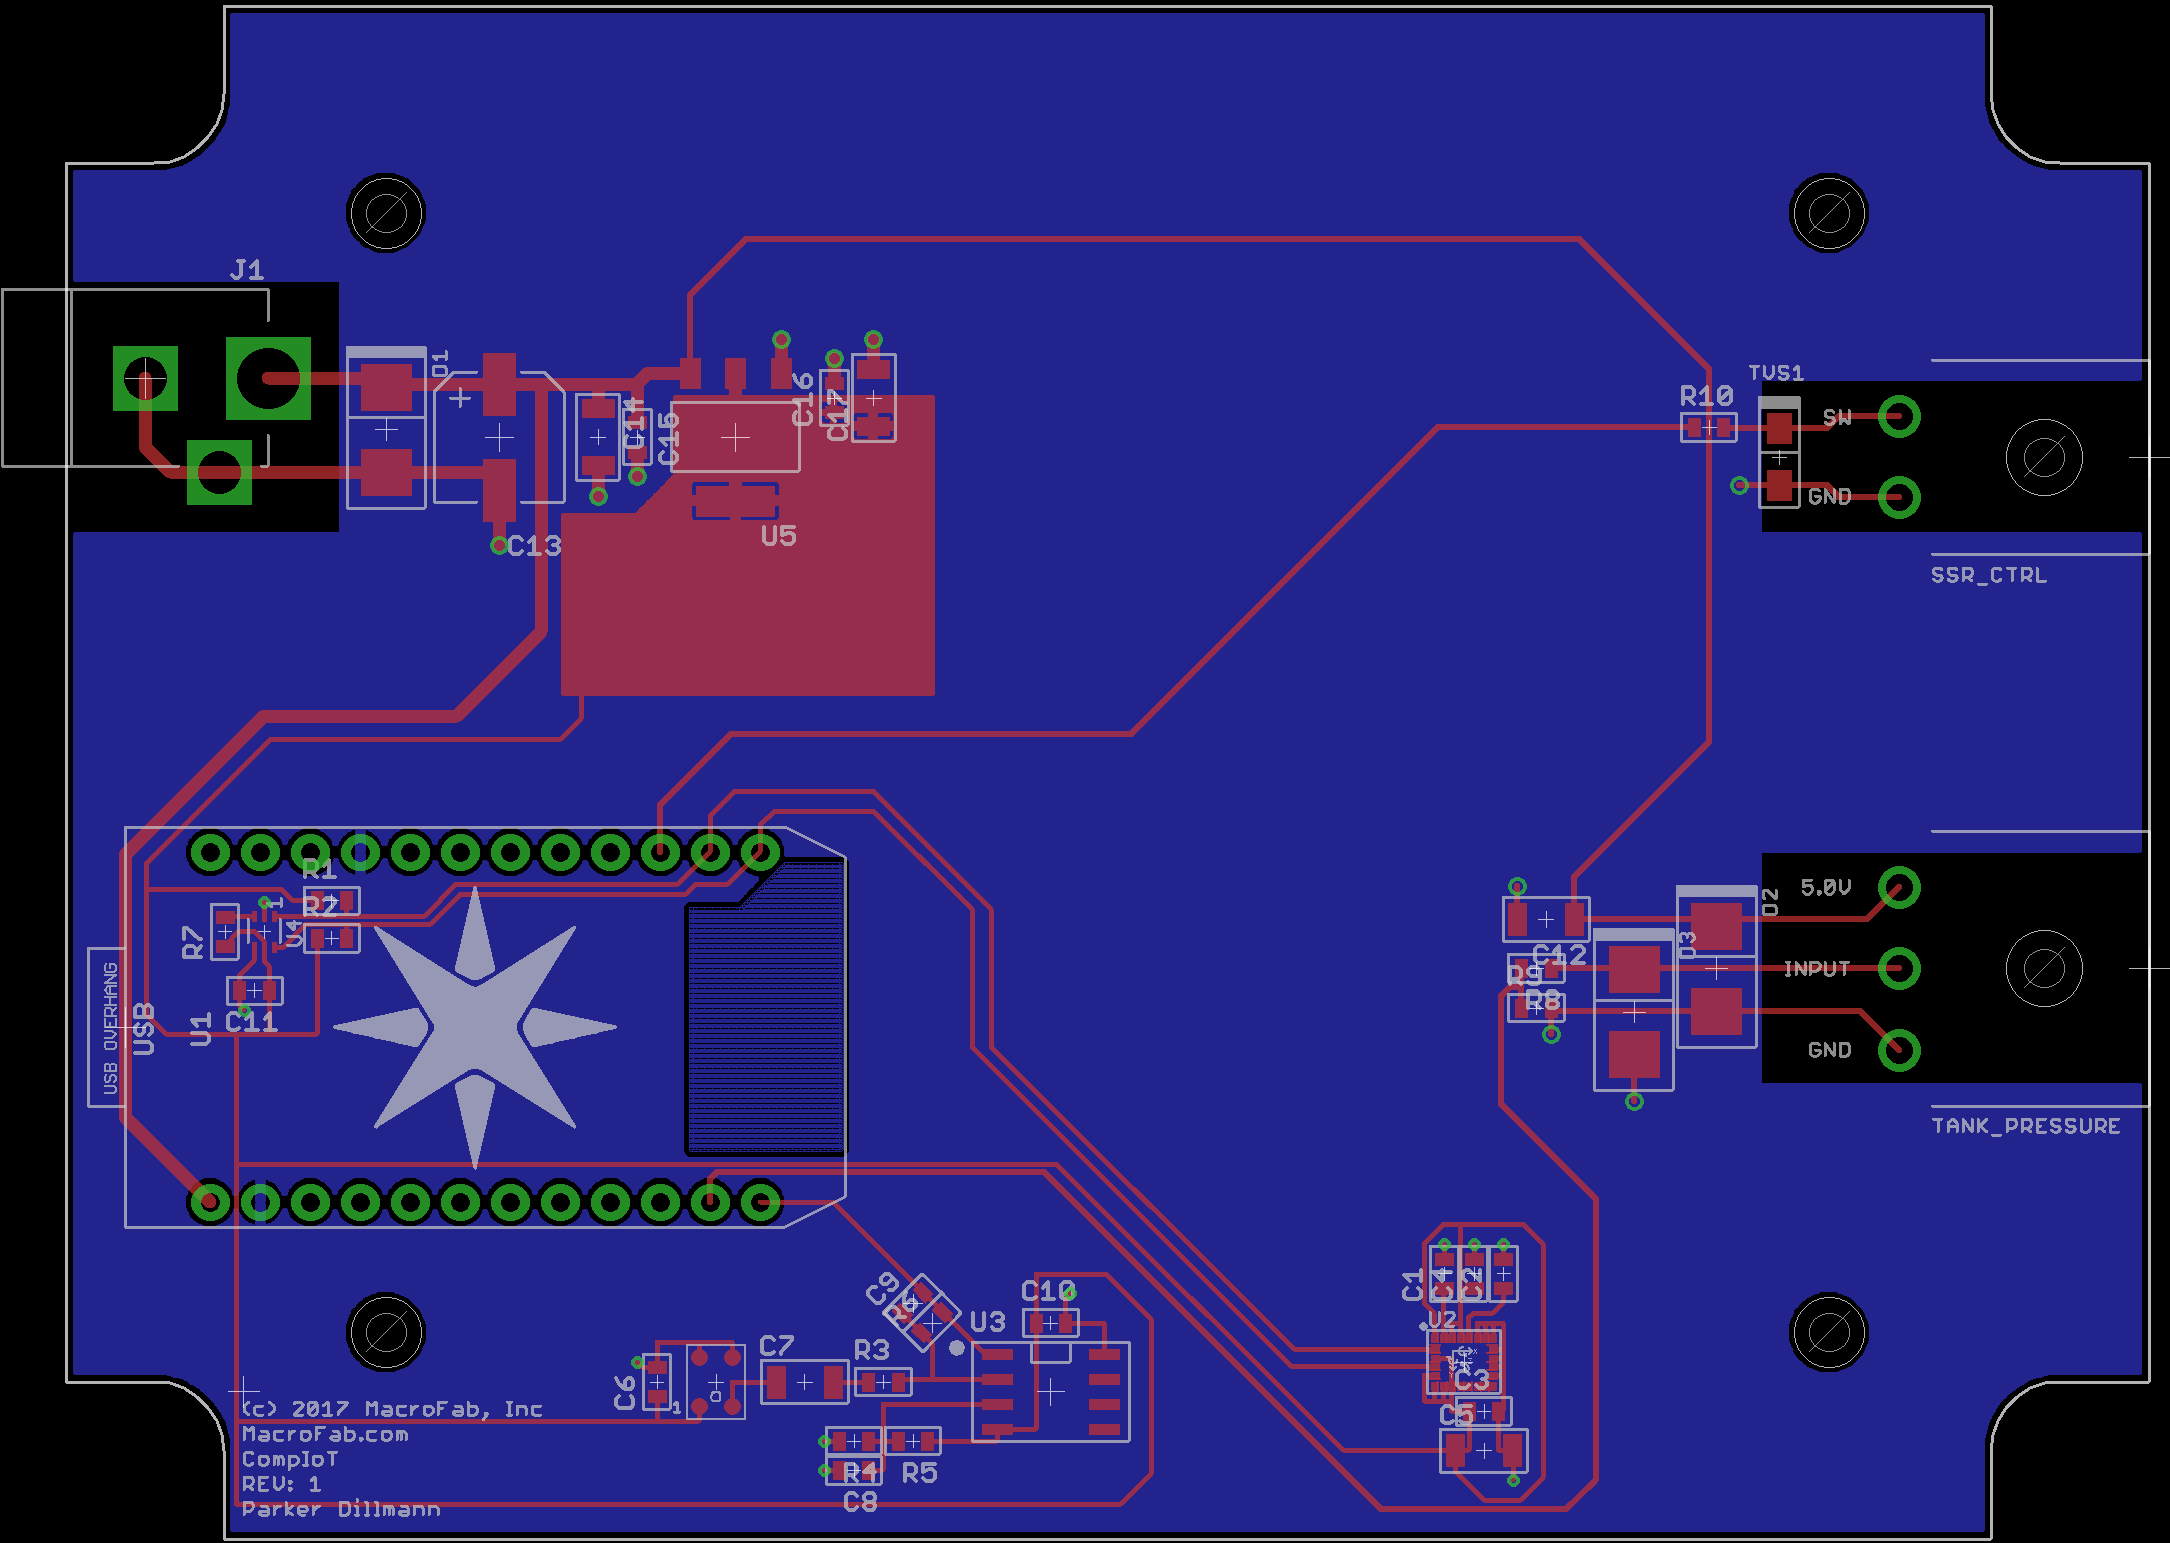 J1
D1
C13
C14
C15
C16
C17
U5
R10
TVS1
SW
GND
SSR_CTRL
R1
R2
R7
U4
1
C11
U1
USB
USB OVERHANG
5.0V
INPUT
GND
TANK_PRESSURE
D2
D3
C12
R9
R8
C9
R6
U3
C10
C7
R3
C6
1
R4
R5
C8
C1
C4
C2
U2
C3
C5
(c) 2017 MacroFab, Inc
MacroFab.com
CompIoT
REV: 1
Parker Dillmann